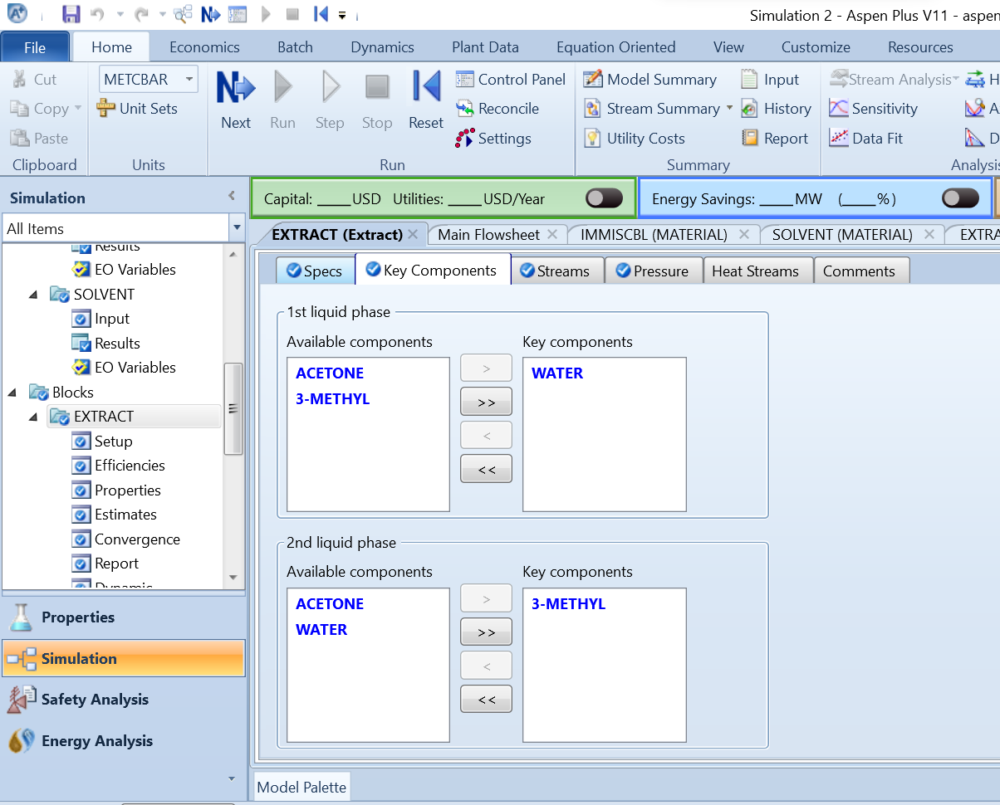 Simulation 2 - Aspen Plus V11 - aspen
File Home Economics Batch Dynamics Plant Data Equation Oriented View Customize Resources
Cut METCBAR Control Panel Model Summary Input Stream Analysis H
Copy Unit Sets Reconcile Stream Summary History Sensitivity A
Paste Next Run Step Stop Reset Settings Utility Costs Report Data Fit D
Clipboard Units Run Summary Analysis
Simulation <
Capital: ____USD Utilities: ____USD/Year Energy Savings: ____MW (____%)
All Items
EXTRACT (Extract) Main Flowsheet IMMISCBL (MATERIAL) SOLVENT (MATERIAL) EXTRA
Results
EO Variables
SOLVENT
Input
Results
EO Variables
Blocks
EXTRACT
Setup
Efficiencies
Properties
Estimates
Convergence
Report
Dynamic
Properties
Simulation
Safety Analysis
Energy Analysis
Specs Key Components Streams Pressure Heat Streams Comments
1st liquid phase
Available components Key components
ACETONE > WATER
3-METHYL >>
<
<<
2nd liquid phase
Available components Key components
ACETONE > 3-METHYL
WATER >>
<
<<
Model Palette